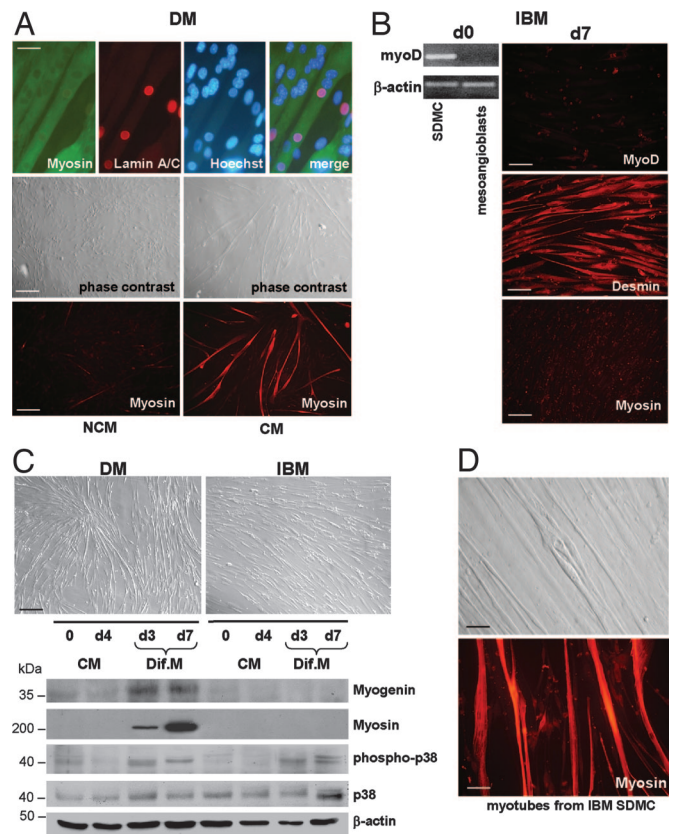 A
DM
Myosin
Lamin A/C
Hoechst
merge
phase contrast
phase contrast
Myosin
Myosin
NCM
CM
B
IBM
d0
d7
myoD
β-actin
SDMC
mesoangioblasts
MyoD
Desmin
Myosin
C
DM
IBM
0 d4 d3 d7 0 d4 d3 d7
kDa CM Dif.M CM Dif.M
35 Myogenin
200 Myosin
40 phospho-p38
40 p38
50 β-actin
D
Myosin
myotubes from IBM SDMC